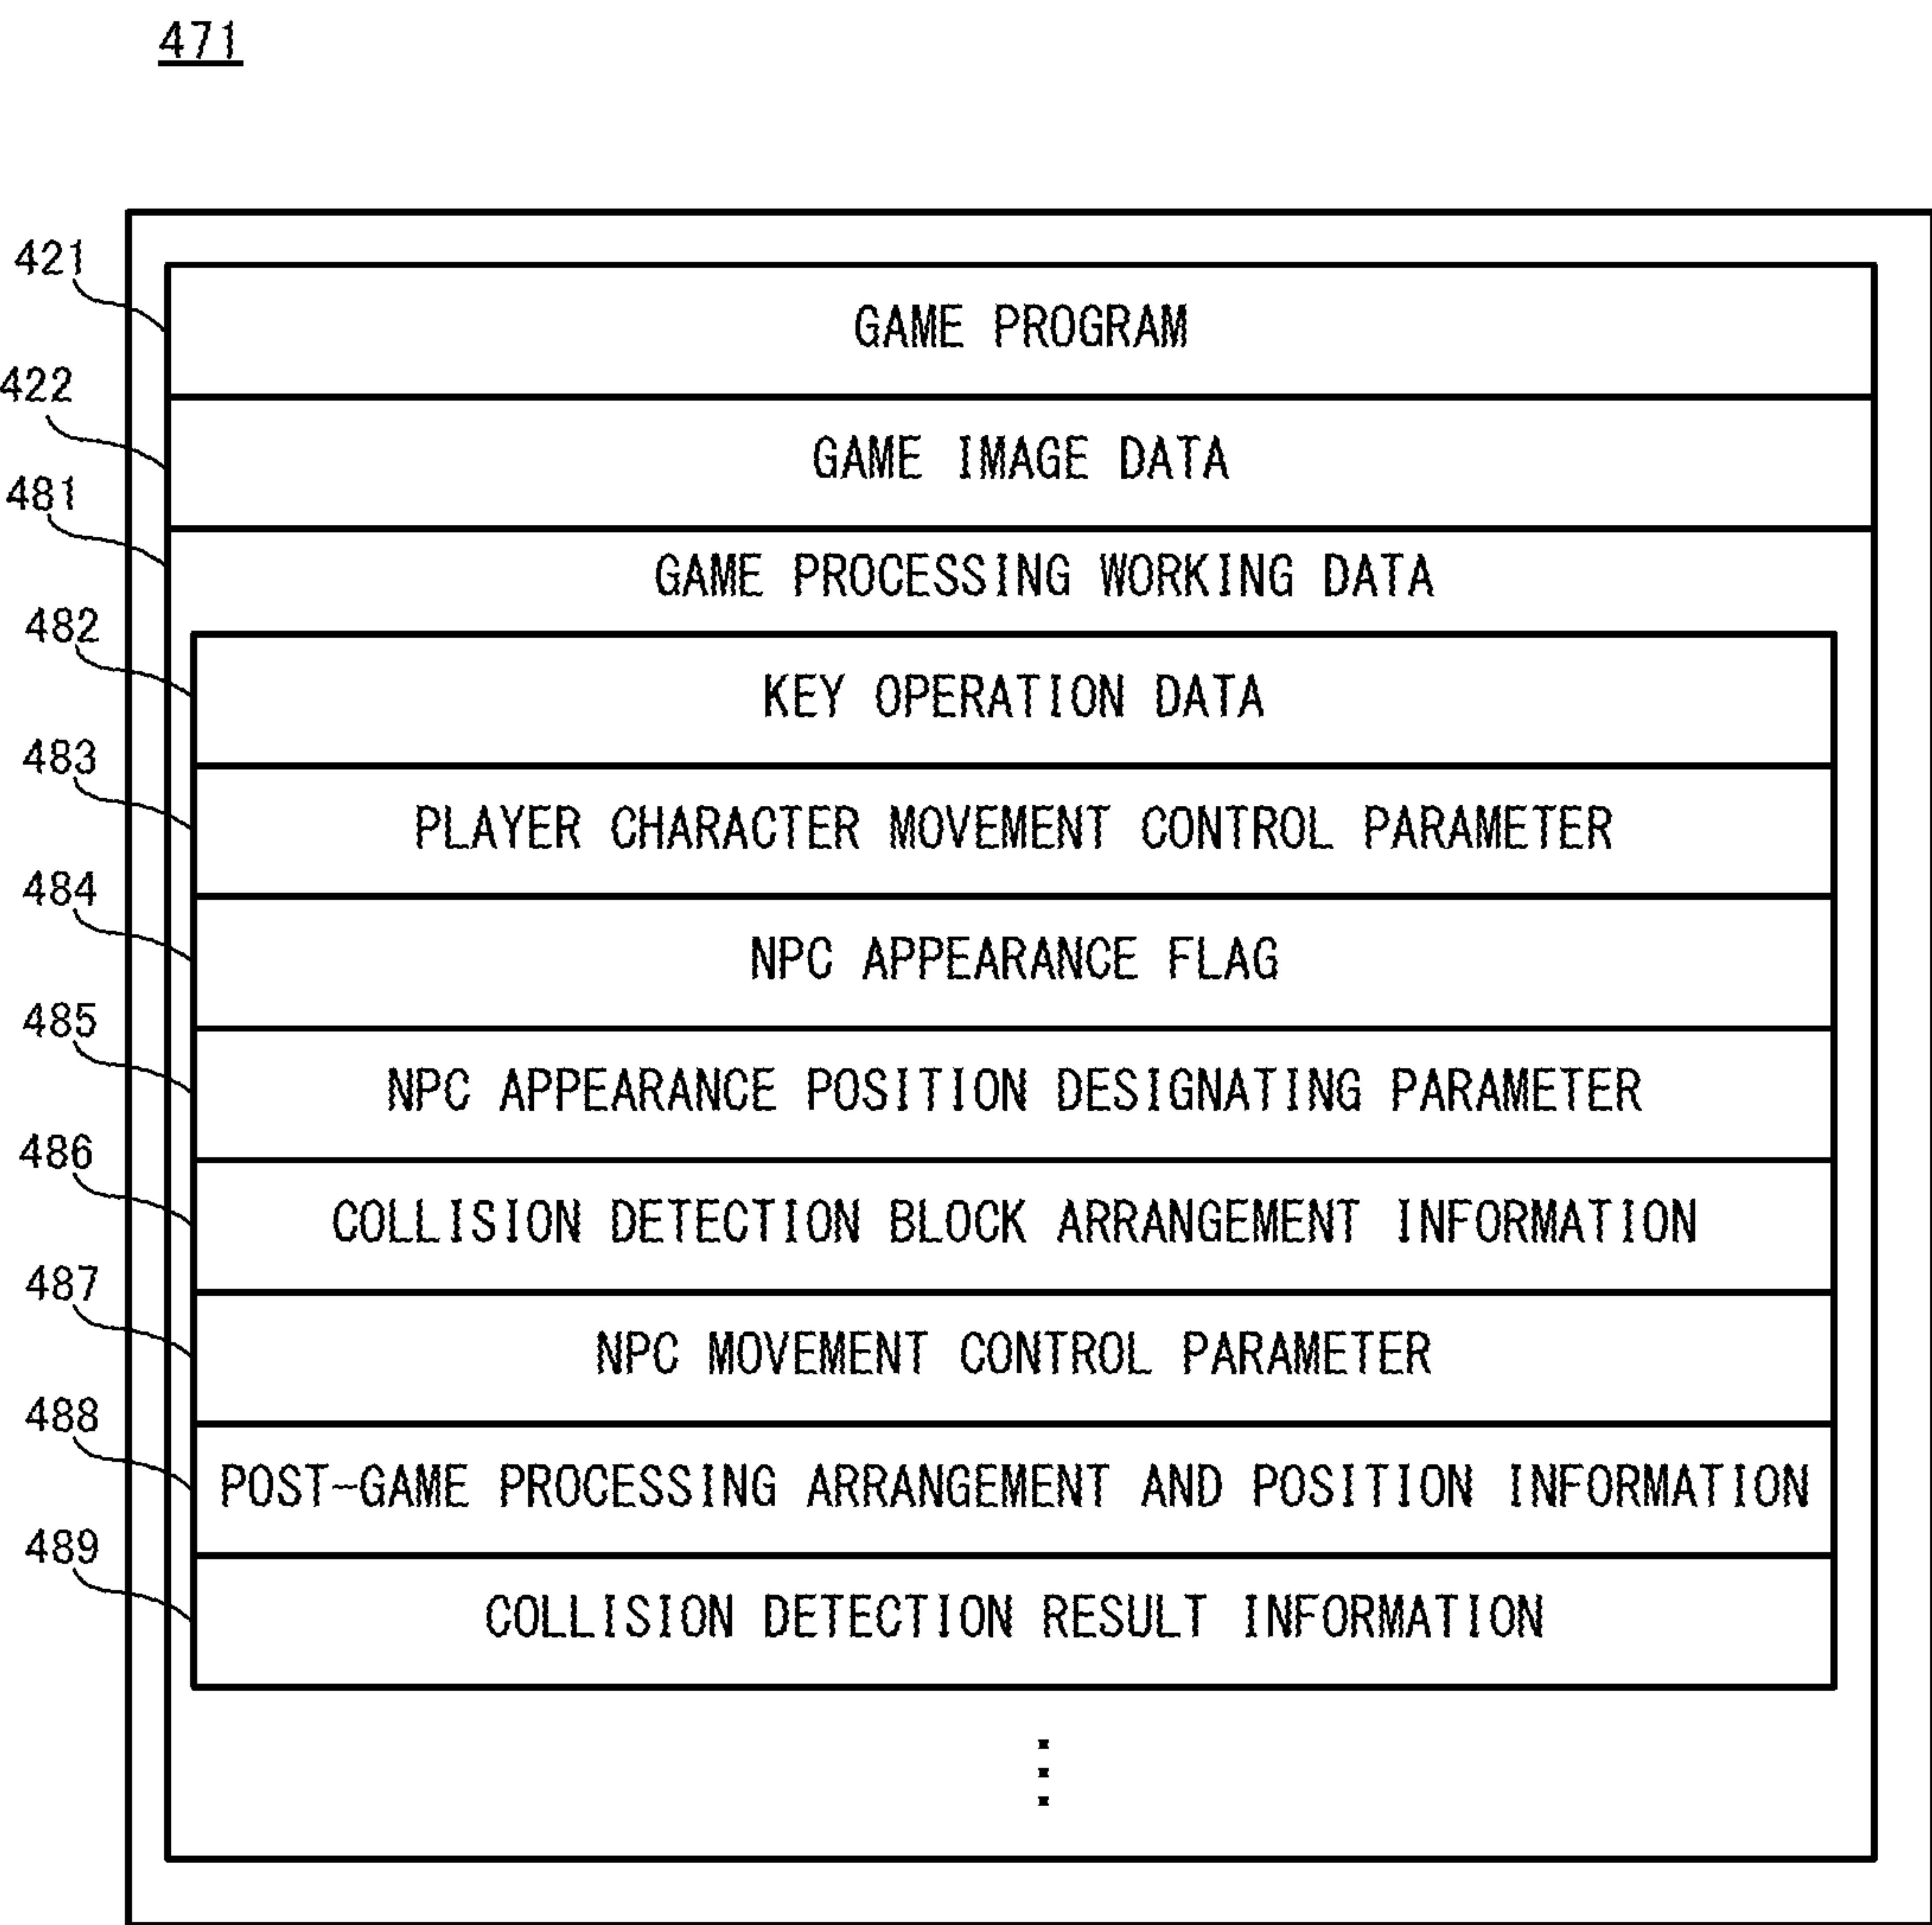 471
421
GAME PROGRAM
422
GAME IMAGE DATA
481
GAME PROCESSING WORKING DATA
482
KEY OPERATION DATA
483
PLAYER CHARACTER MOVEMENT CONTROL PARAMETER
484
NPC APPEARANCE FLAG
485
NPC APPEARANCE POSITION DESIGNATING PARAMETER
486
COLLISION DETECTION BLOCK ARRANGEMENT INFORMATION
487
NPC MOVEMENT CONTROL PARAMETER
488
POST-GAME PROCESSING ARRANGEMENT AND POSITION INFORMATION
489
COLLISION DETECTION RESULT INFORMATION